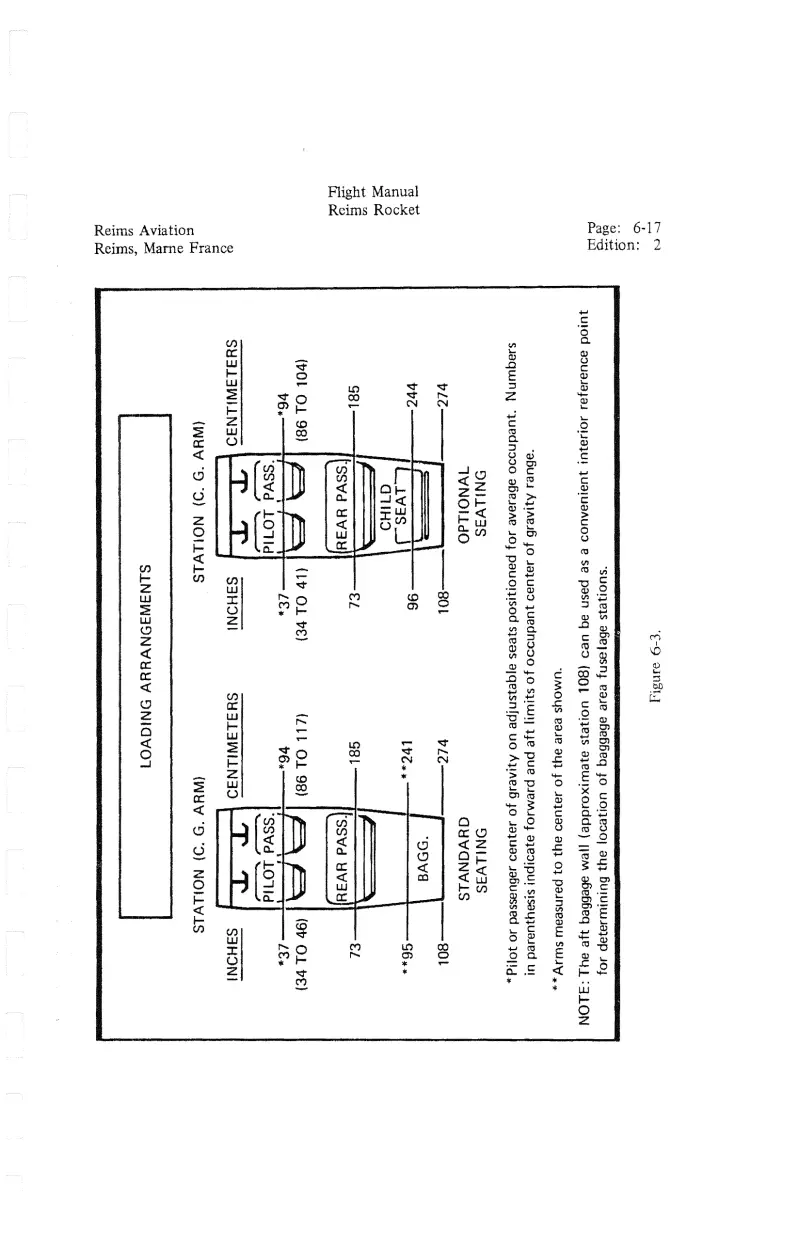 Flight Manual
Reims Rocket
Reims Aviation
Reims, Marne France
Page: 6-17
Edition: 2
LOADING ARRANGEMENTS
STATION (C. G. ARM)
INCHES
CENTIMETERS
PILOT
PASS.
*37
*94
(34 TO 46)
(86 TO 117)
REAR PASS.
73
185
BAGG.
**95
**241
108
274
STANDARD
SEATING
STATION (C. G. ARM)
INCHES
CENTIMETERS
PILOT
PASS.
*37
*94
(34 TO 41)
(86 TO 104)
REAR PASS.
73
185
CHILD
SEAT
96
244
108
274
OPTIONAL
SEATING
*Pilot or passenger center of gravity on adjustable seats positioned for average occupant. Numbers
in parenthesis indicate forward and aft limits of occupant center of gravity range.
**Arms measured to the center of the area shown.
NOTE: The aft baggage wall (approximate station 108) can be used as a convenient interior reference point
for determining the location of baggage area fuselage stations.
Figure 6-3.